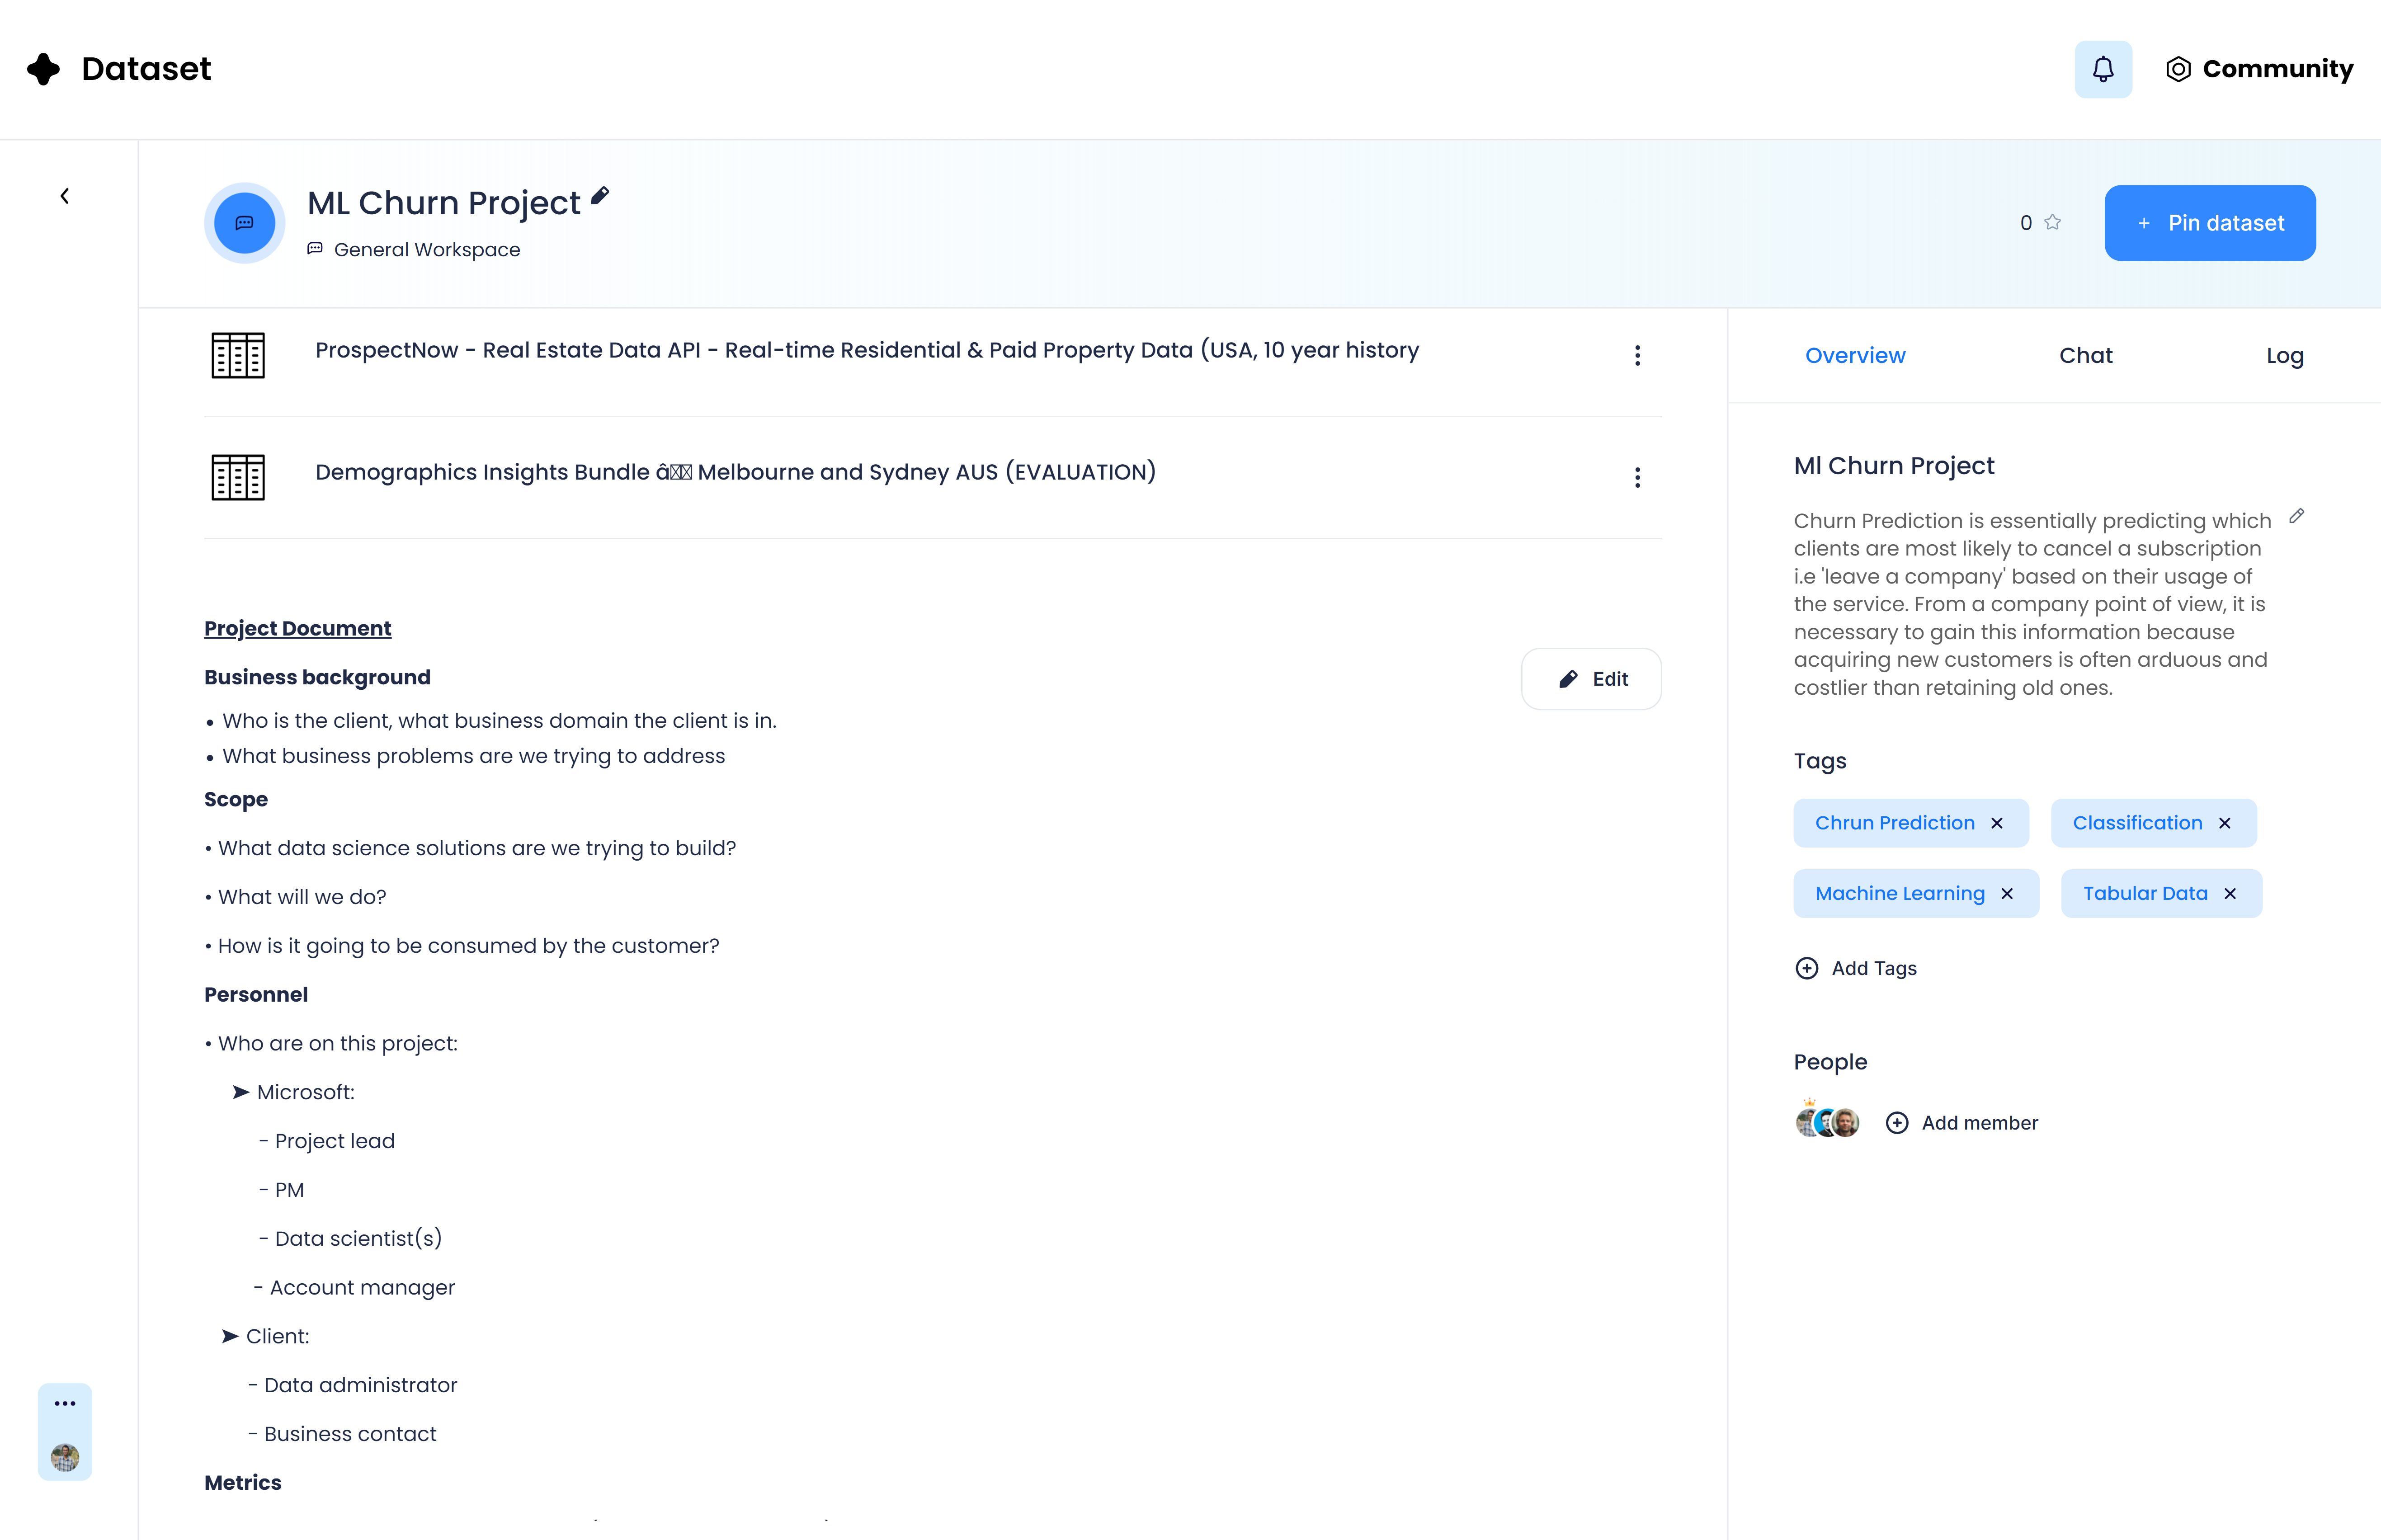 Dataset
Community
ML Churn Project
General Workspace
0
+ Pin dataset
ProspectNow - Real Estate Data API - Real-time Residential & Paid Property Data (USA, 10 year history
Demographics Insights Bundle â Melbourne and Sydney AUS (EVALUATION)
Project Document
Business background
Edit
• Who is the client, what business domain the client is in.
• What business problems are we trying to address
Scope
• What data science solutions are we trying to build?
• What will we do?
• How is it going to be consumed by the customer?
Personnel
• Who are on this project:
➤ Microsoft:
- Project lead
- PM
- Data scientist(s)
- Account manager
➤ Client:
- Data administrator
- Business contact
Metrics
Overview Chat Log
Ml Churn Project
Churn Prediction is essentially predicting which
clients are most likely to cancel a subscription
i.e 'leave a company' based on their usage of
the service. From a company point of view, it is
necessary to gain this information because
acquiring new customers is often arduous and
costlier than retaining old ones.
Tags
Chrun Prediction × Classification ×
Machine Learning × Tabular Data ×
Add Tags
People
Add member